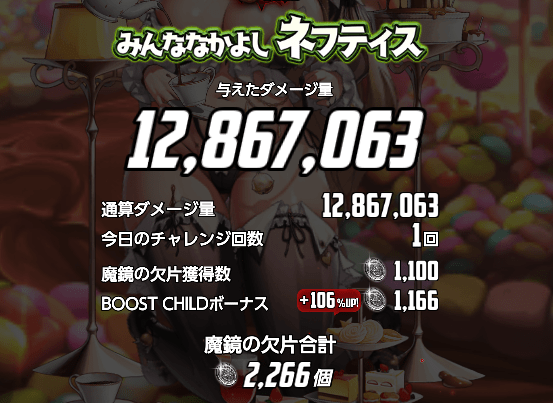 みんななかよし ネフティス
与えたダメージ量
12,867,063
通算ダメージ量 12,867,063
今日のチャレンジ回数 1回
魔鏡の欠片獲得数 1,100
BOOST CHILDボーナス +106%UP! 1,166
魔鏡の欠片合計
2,266個